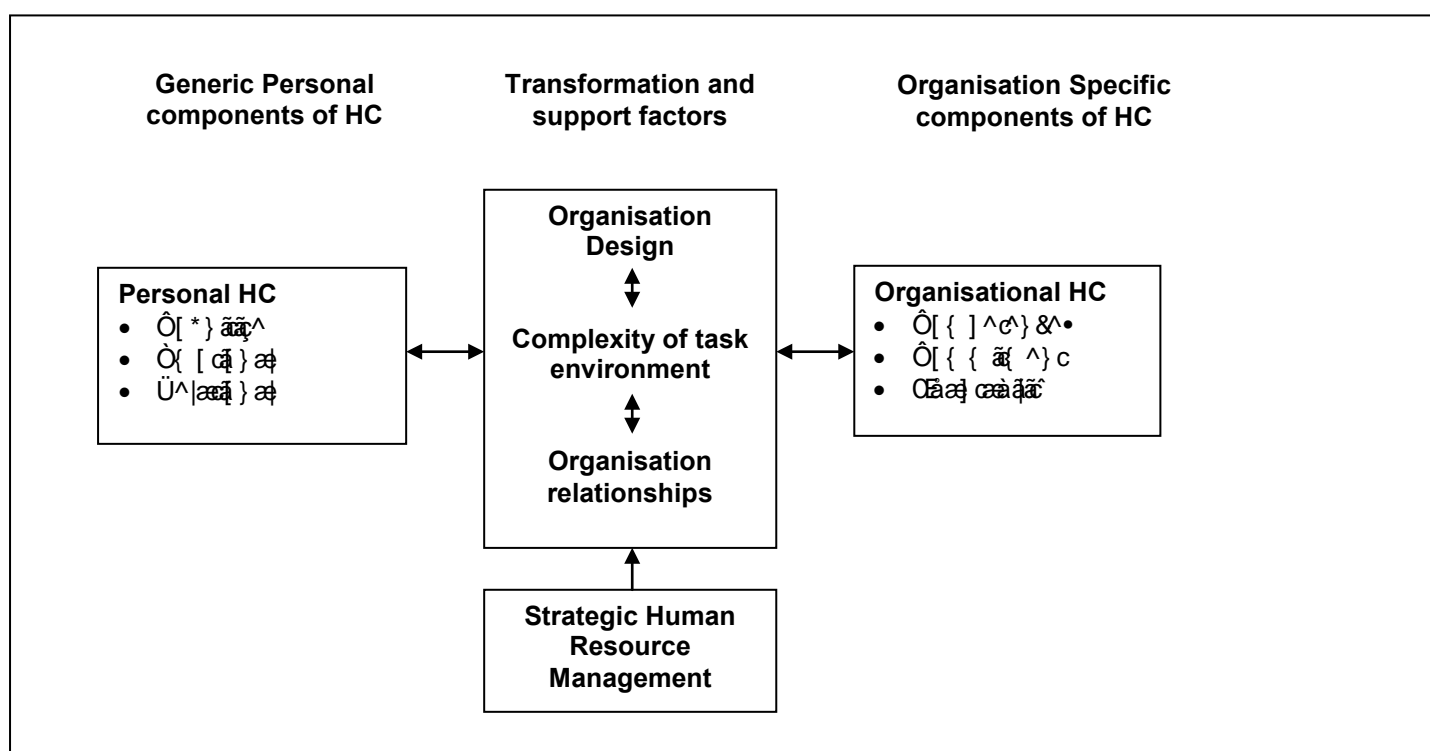 Generic Personal
components of HC
Transformation and
support factors
Organisation Specific
components of HC
Personal HC
Organisation
Design
Complexity of task
environment
Organisation
relationships
Organisational HC
Strategic Human
Resource
Management